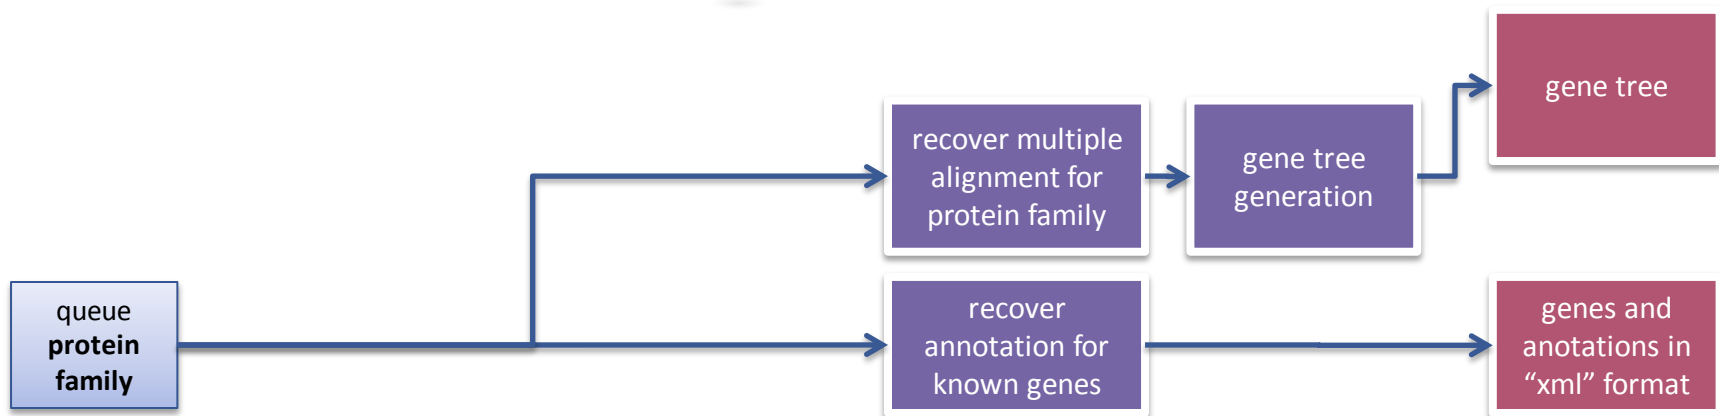 gene tree
recover multiple
alignment for
protein family
gene tree
generation
queue
protein
family
recover
annotation for
known genes
genes and
anotations in
“xml” format